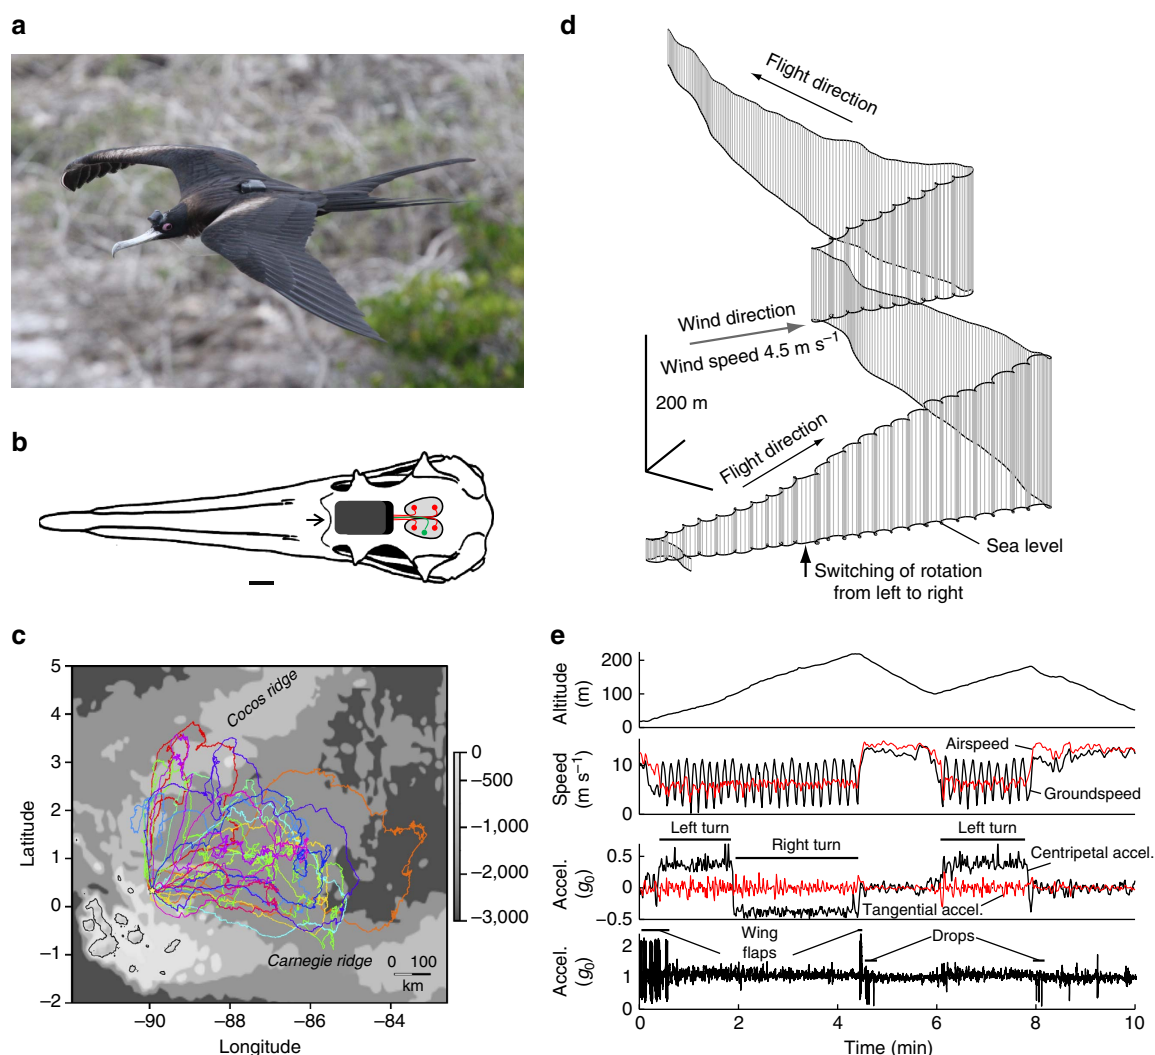 a
d
Flight direction
Wind direction
Wind speed 4.5 m s⁻¹
200 m
Flight direction
Sea level
Switching of rotation
from left to right
b
c
5
4
3
2
1
0
−1
−2
Latitude
−90
−88
−86
−84
Longitude
Cocos ridge
Carnegie ridge
0 100
km
0
−500
−1,000
−2,000
−3,000
e
Altitude
(m)
200
100
0
Speed
(m s⁻¹)
10
0
Airspeed
Groundspeed
Left turn
Right turn
Left turn
Accel.
(g₀)
0.5
0
−0.5
Centripetal accel.
Tangential accel.
Accel.
(g₀)
2
1
0
Wing
flaps
Drops
0 2 4 6 8 10
Time (min)